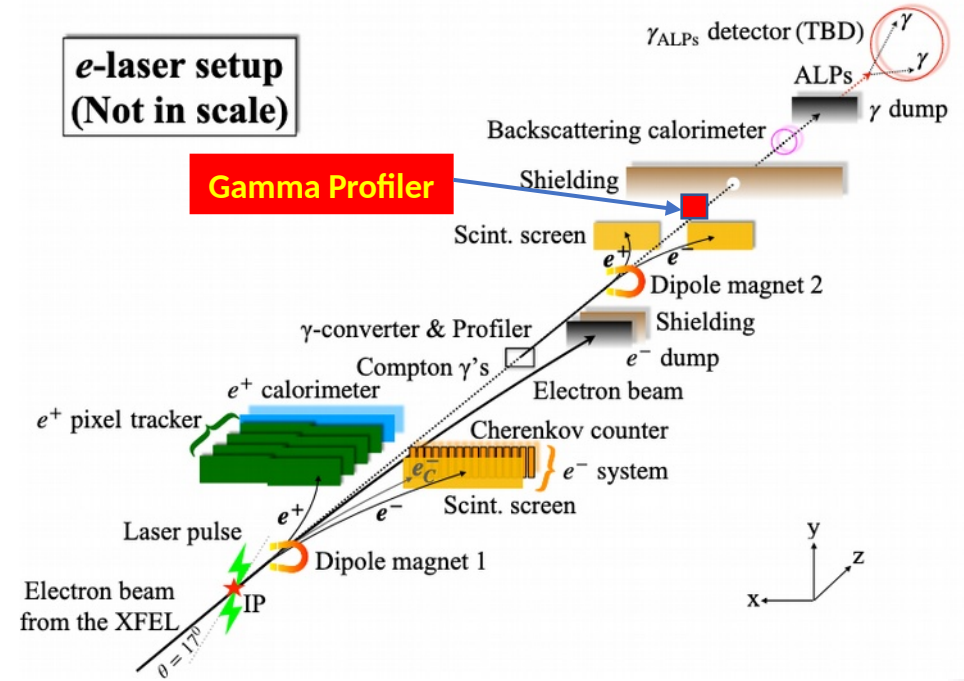 e-laser setup
(Not in scale)
γALPs detector (TBD)
γ
γ
ALPs
γ dump
Backscattering calorimeter
Gamma Profiler
Shielding
Scint. screen
e⁺
e⁻
Dipole magnet 2
γ-converter & Profiler
Shielding
Compton γ's
e⁻ dump
e⁺ calorimeter
Electron beam
e⁺ pixel tracker
Cherenkov counter
e⁻C
e⁻ system
e⁺
e⁻
Scint. screen
Laser pulse
Dipole magnet 1
y
z
x
Electron beam
from the XFEL
IP
θ = 17⁰